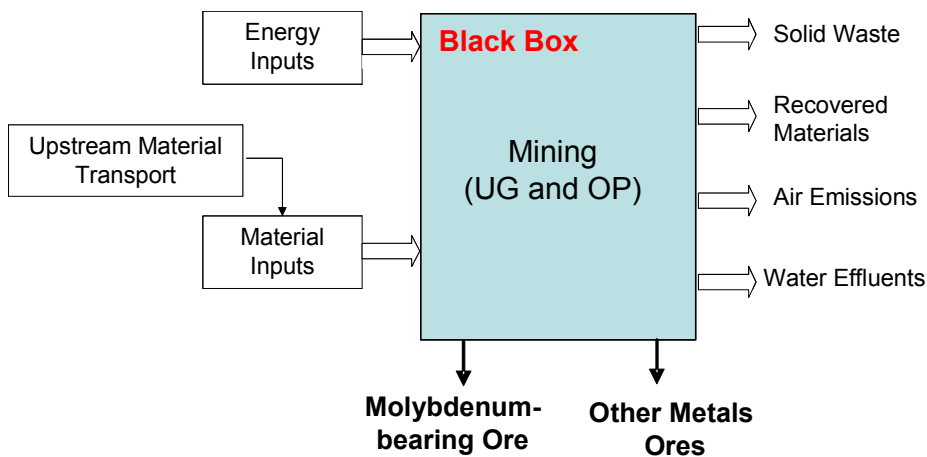 Energy
Inputs
Black Box
Solid Waste
Recovered
Materials
Upstream Material
Transport
Mining
(UG and OP)
Air Emissions
Material
Inputs
Water Effluents
Molybdenum-
bearing Ore
Other Metals
Ores